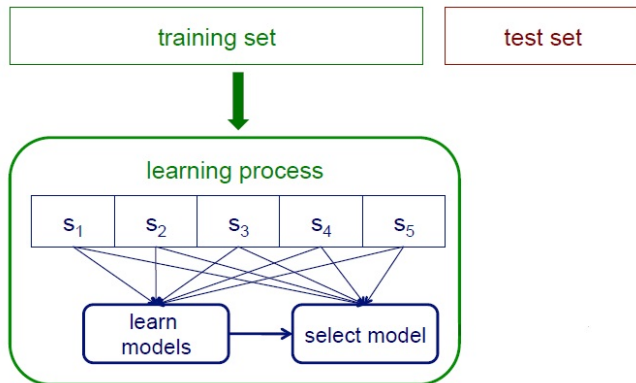 training set
test set
learning process
s₁ s₂ s₃ s₄ s₅
learn
models
select model